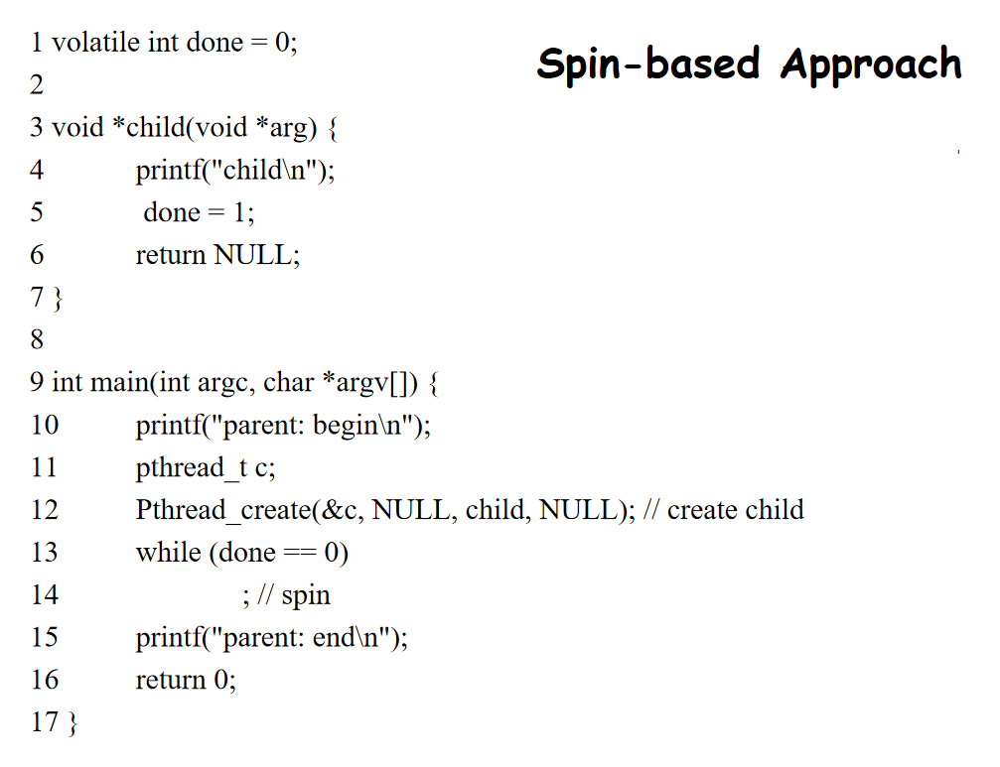 Spin-based Approach
1 volatile int done = 0;
2
3 void *child(void *arg) {
4 printf("child\n");
5 done = 1;
6 return NULL;
7 }
8
9 int main(int argc, char *argv[]) {
10 printf("parent: begin\n");
11 pthread_t c;
12 Pthread_create(&c, NULL, child, NULL); // create child
13 while (done == 0)
14 ; // spin
15 printf("parent: end\n");
16 return 0;
17 }